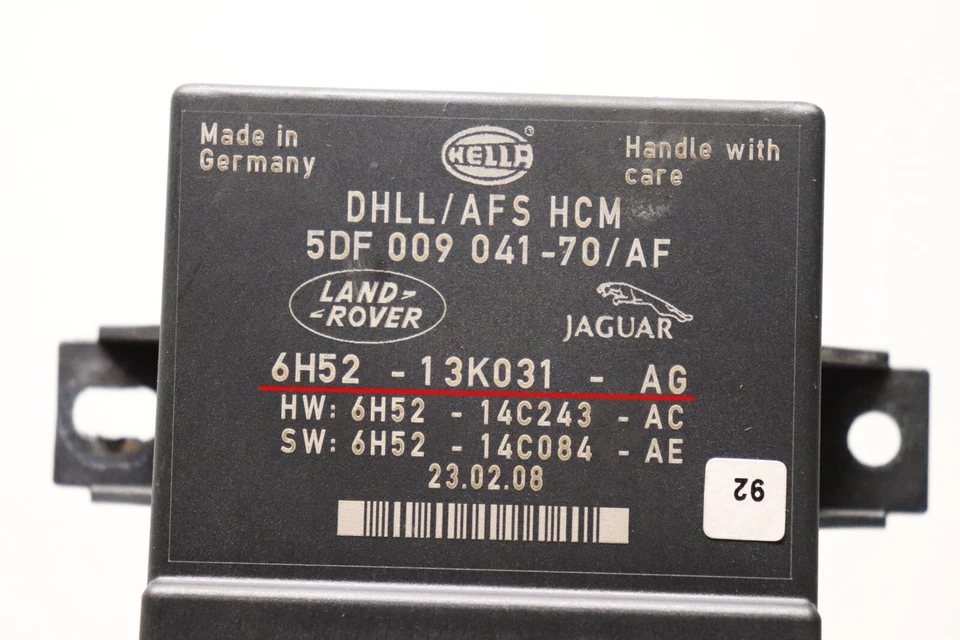 Made in
Germany
HELLA
®
Handle with
care
DHLL/AFS HCM
5DF 009 041-70/AF
LAND-
-ROVER
JAGUAR
6H52 - 13K031 - AG
HW: 6H52 - 14C243 - AC
SW: 6H52 - 14C084 - AE
23.02.08
92